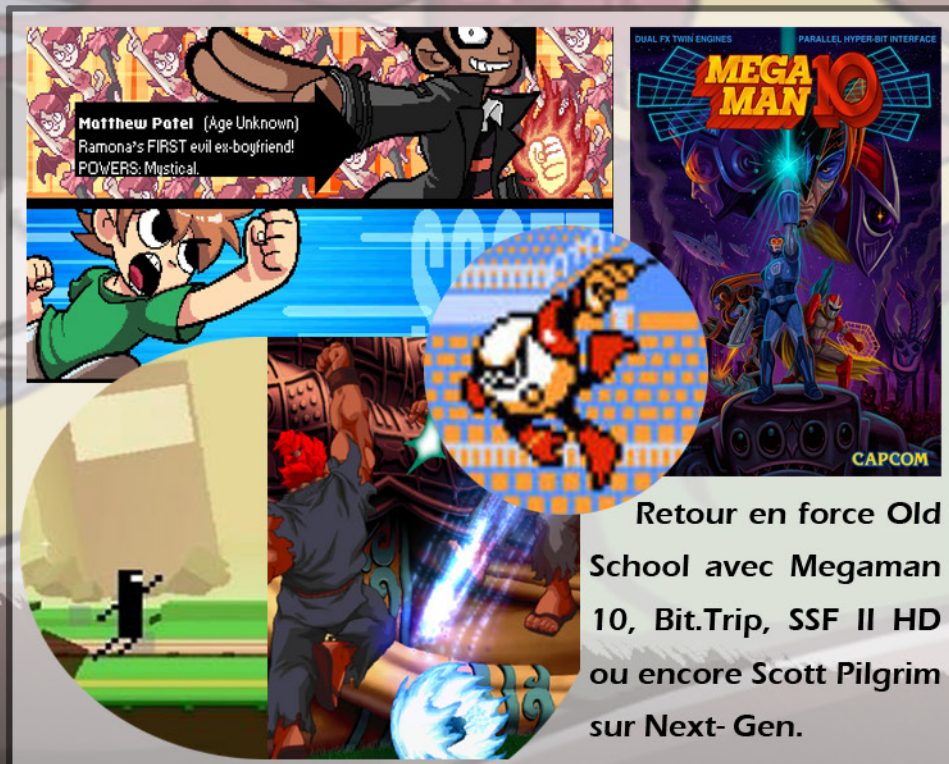 Matthew Patel (Age Unknown)
Ramona's FIRST evil ex-boyfriend!
POWERS: Mystical.
SCOTT
DUAL FX TWIN ENGINES
PARALLEL HYPER-BIT INTERFACE
MEGA
MAN 10
CAPCOM
Retour en force Old
School avec Megaman
10, Bit.Trip, SSF II HD
ou encore Scott Pilgrim
sur Next- Gen.